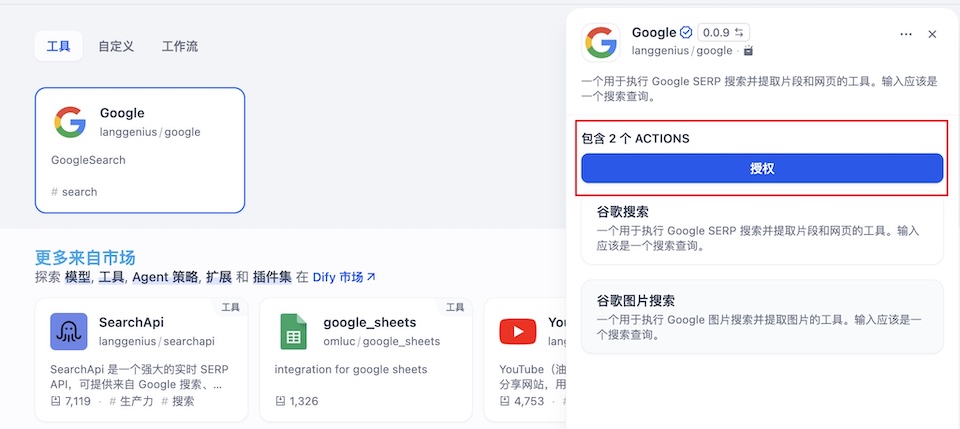 工具
自定义
工作流
Google
langgenius/google
GoogleSearch
# search
更多来自市场
探索 模型, 工具, Agent 策略, 扩展 和 插件集 在 Dify 市场
工具
SearchApi
langgenius/searchapi
SearchApi 是一个强大的实时 SERP
API，可提供来自 Google 搜索、...
7,119 · # 生产力 # 搜索
工具
google_sheets
omluc/google_sheets
integration for google sheets
1,326
分享网站，用
4,753 ·
Google 0.0.9
langgenius/google ·
一个用于执行 Google SERP 搜索并提取片段和网页的工具。输入应该是
一个搜索查询。
包含 2 个 ACTIONS
授权
谷歌搜索
一个用于执行 Google SERP 搜索并提取片段和网页的工具。输入
应该是一个搜索查询。
谷歌图片搜索
一个用于执行 Google 图片搜索并提取图片的工具。输入应该是一
个搜索查询。